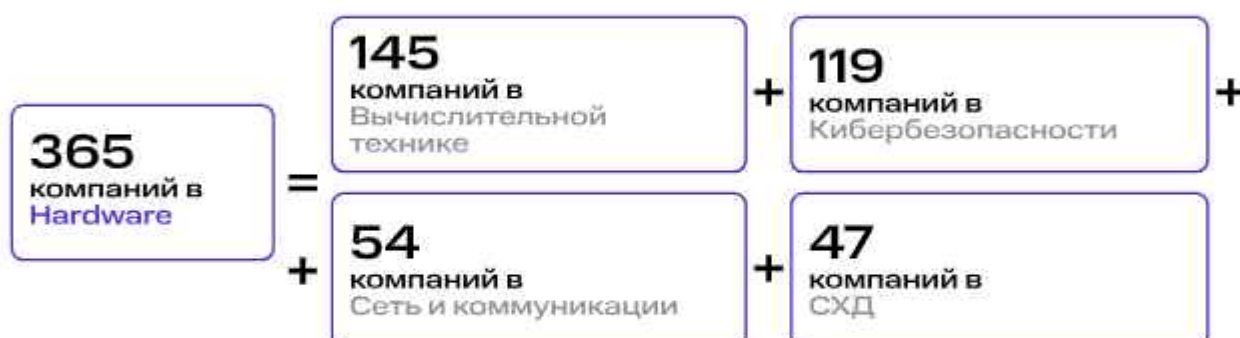 365
компаний в
Hardware
=
145
компаний в
Вычислительной
технике
+
119
компаний в
Кибербезопасности
+
+
54
компаний в
Сеть и коммуникации
+
47
компаний в
СХД